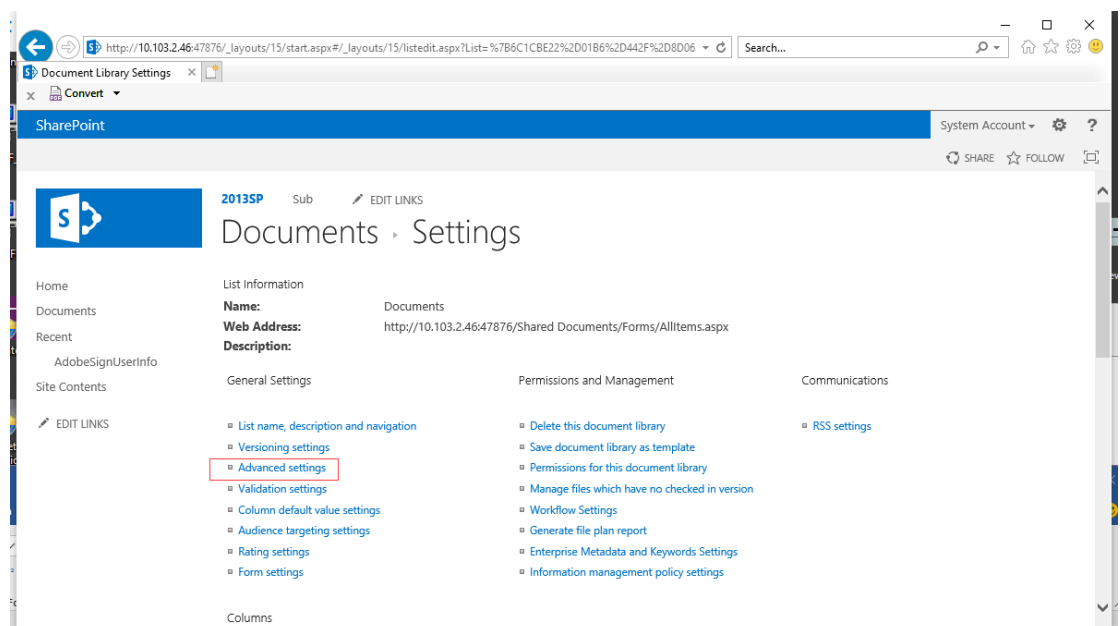 http://10.103.2.46:47876/_layouts/15/start.aspx#/_layouts/15/listedit.aspx?List=%7B6C1CBE22%2D01B6%2D442F%2D8D06
Search...
Document Library Settings
x Convert
SharePoint
System Account
?
SHARE FOLLOW
2013SP Sub EDIT LINKS
S
Documents Settings
Home
Documents
Recent
AdobeSignUserInfo
Site Contents
EDIT LINKS
List Information
Name: Documents
Web Address: http://10.103.2.46:47876/Shared Documents/Forms/AllItems.aspx
Description:
General Settings
List name, description and navigation
Versioning settings
Advanced settings
Validation settings
Column default value settings
Audience targeting settings
Rating settings
Form settings
Permissions and Management
Delete this document library
Save document library as template
Permissions for this document library
Manage files which have no checked in version
Workflow Settings
Generate file plan report
Enterprise Metadata and Keywords Settings
Information management policy settings
Communications
RSS settings
Columns